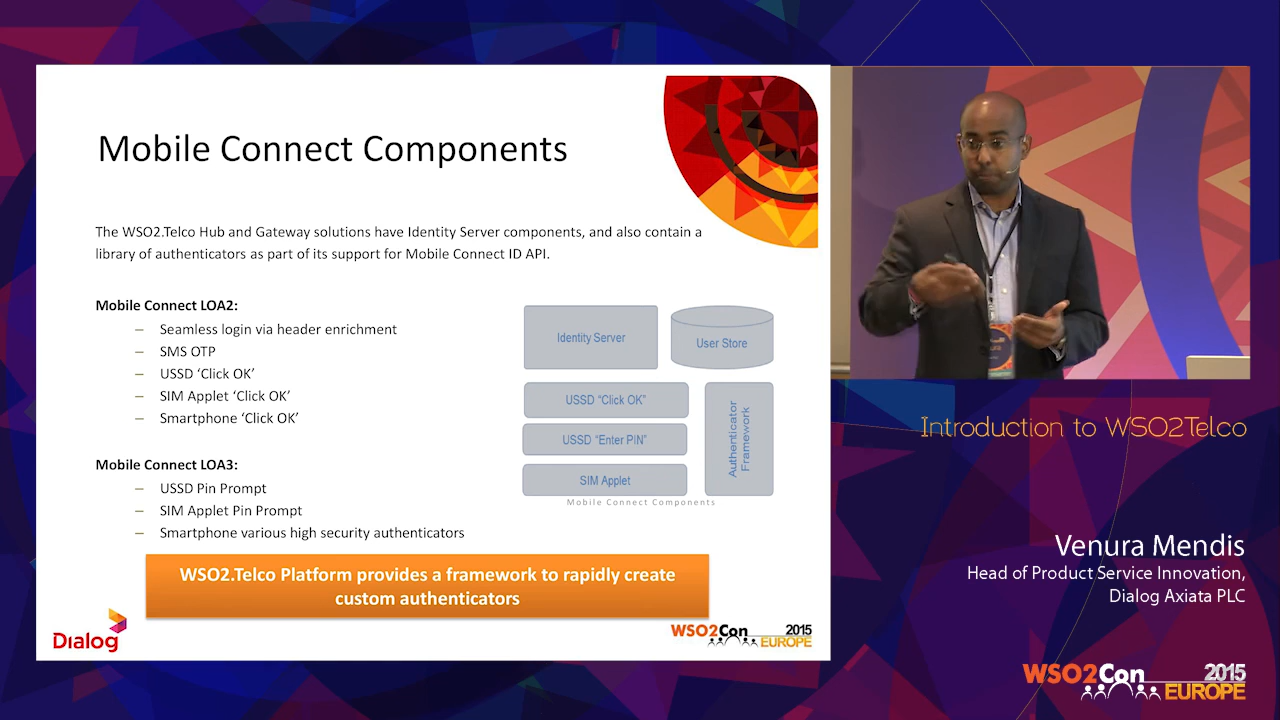 Mobile Connect Components
The WSO2.Telco Hub and Gateway solutions have Identity Server components, and also contain a
library of authenticators as part of its support for Mobile Connect ID API.
Mobile Connect LOA2:
– Seamless login via header enrichment
– SMS OTP
– USSD ‘Click OK’
– SIM Applet ‘Click OK’
– Smartphone ‘Click OK’
Mobile Connect LOA3:
– USSD Pin Prompt
– SIM Applet Pin Prompt
– Smartphone various high security authenticators
Identity Server
User Store
USSD “Click OK”
USSD “Enter PIN”
SIM Applet
Authenticator
Framework
Mobile Connect Components
WSO2.Telco Platform provides a framework to rapidly create
custom authenticators
Dialog
WSO2Con 2015
EUROPE
Introduction to WSO2Telco
Venura Mendis
Head of Product Service Innovation,
Dialog Axiata PLC
WSO2Con 2015
EUROPE